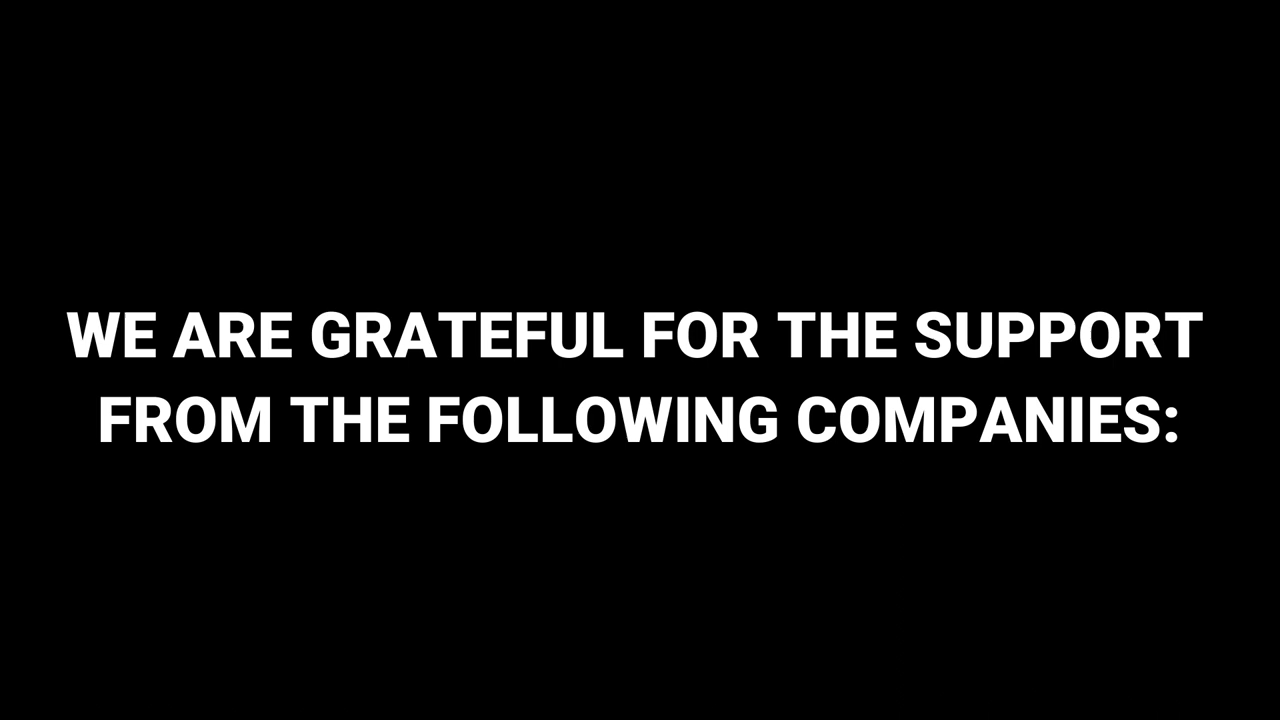 WE ARE GRATEFUL FOR THE SUPPORT
FROM THE FOLLOWING COMPANIES: